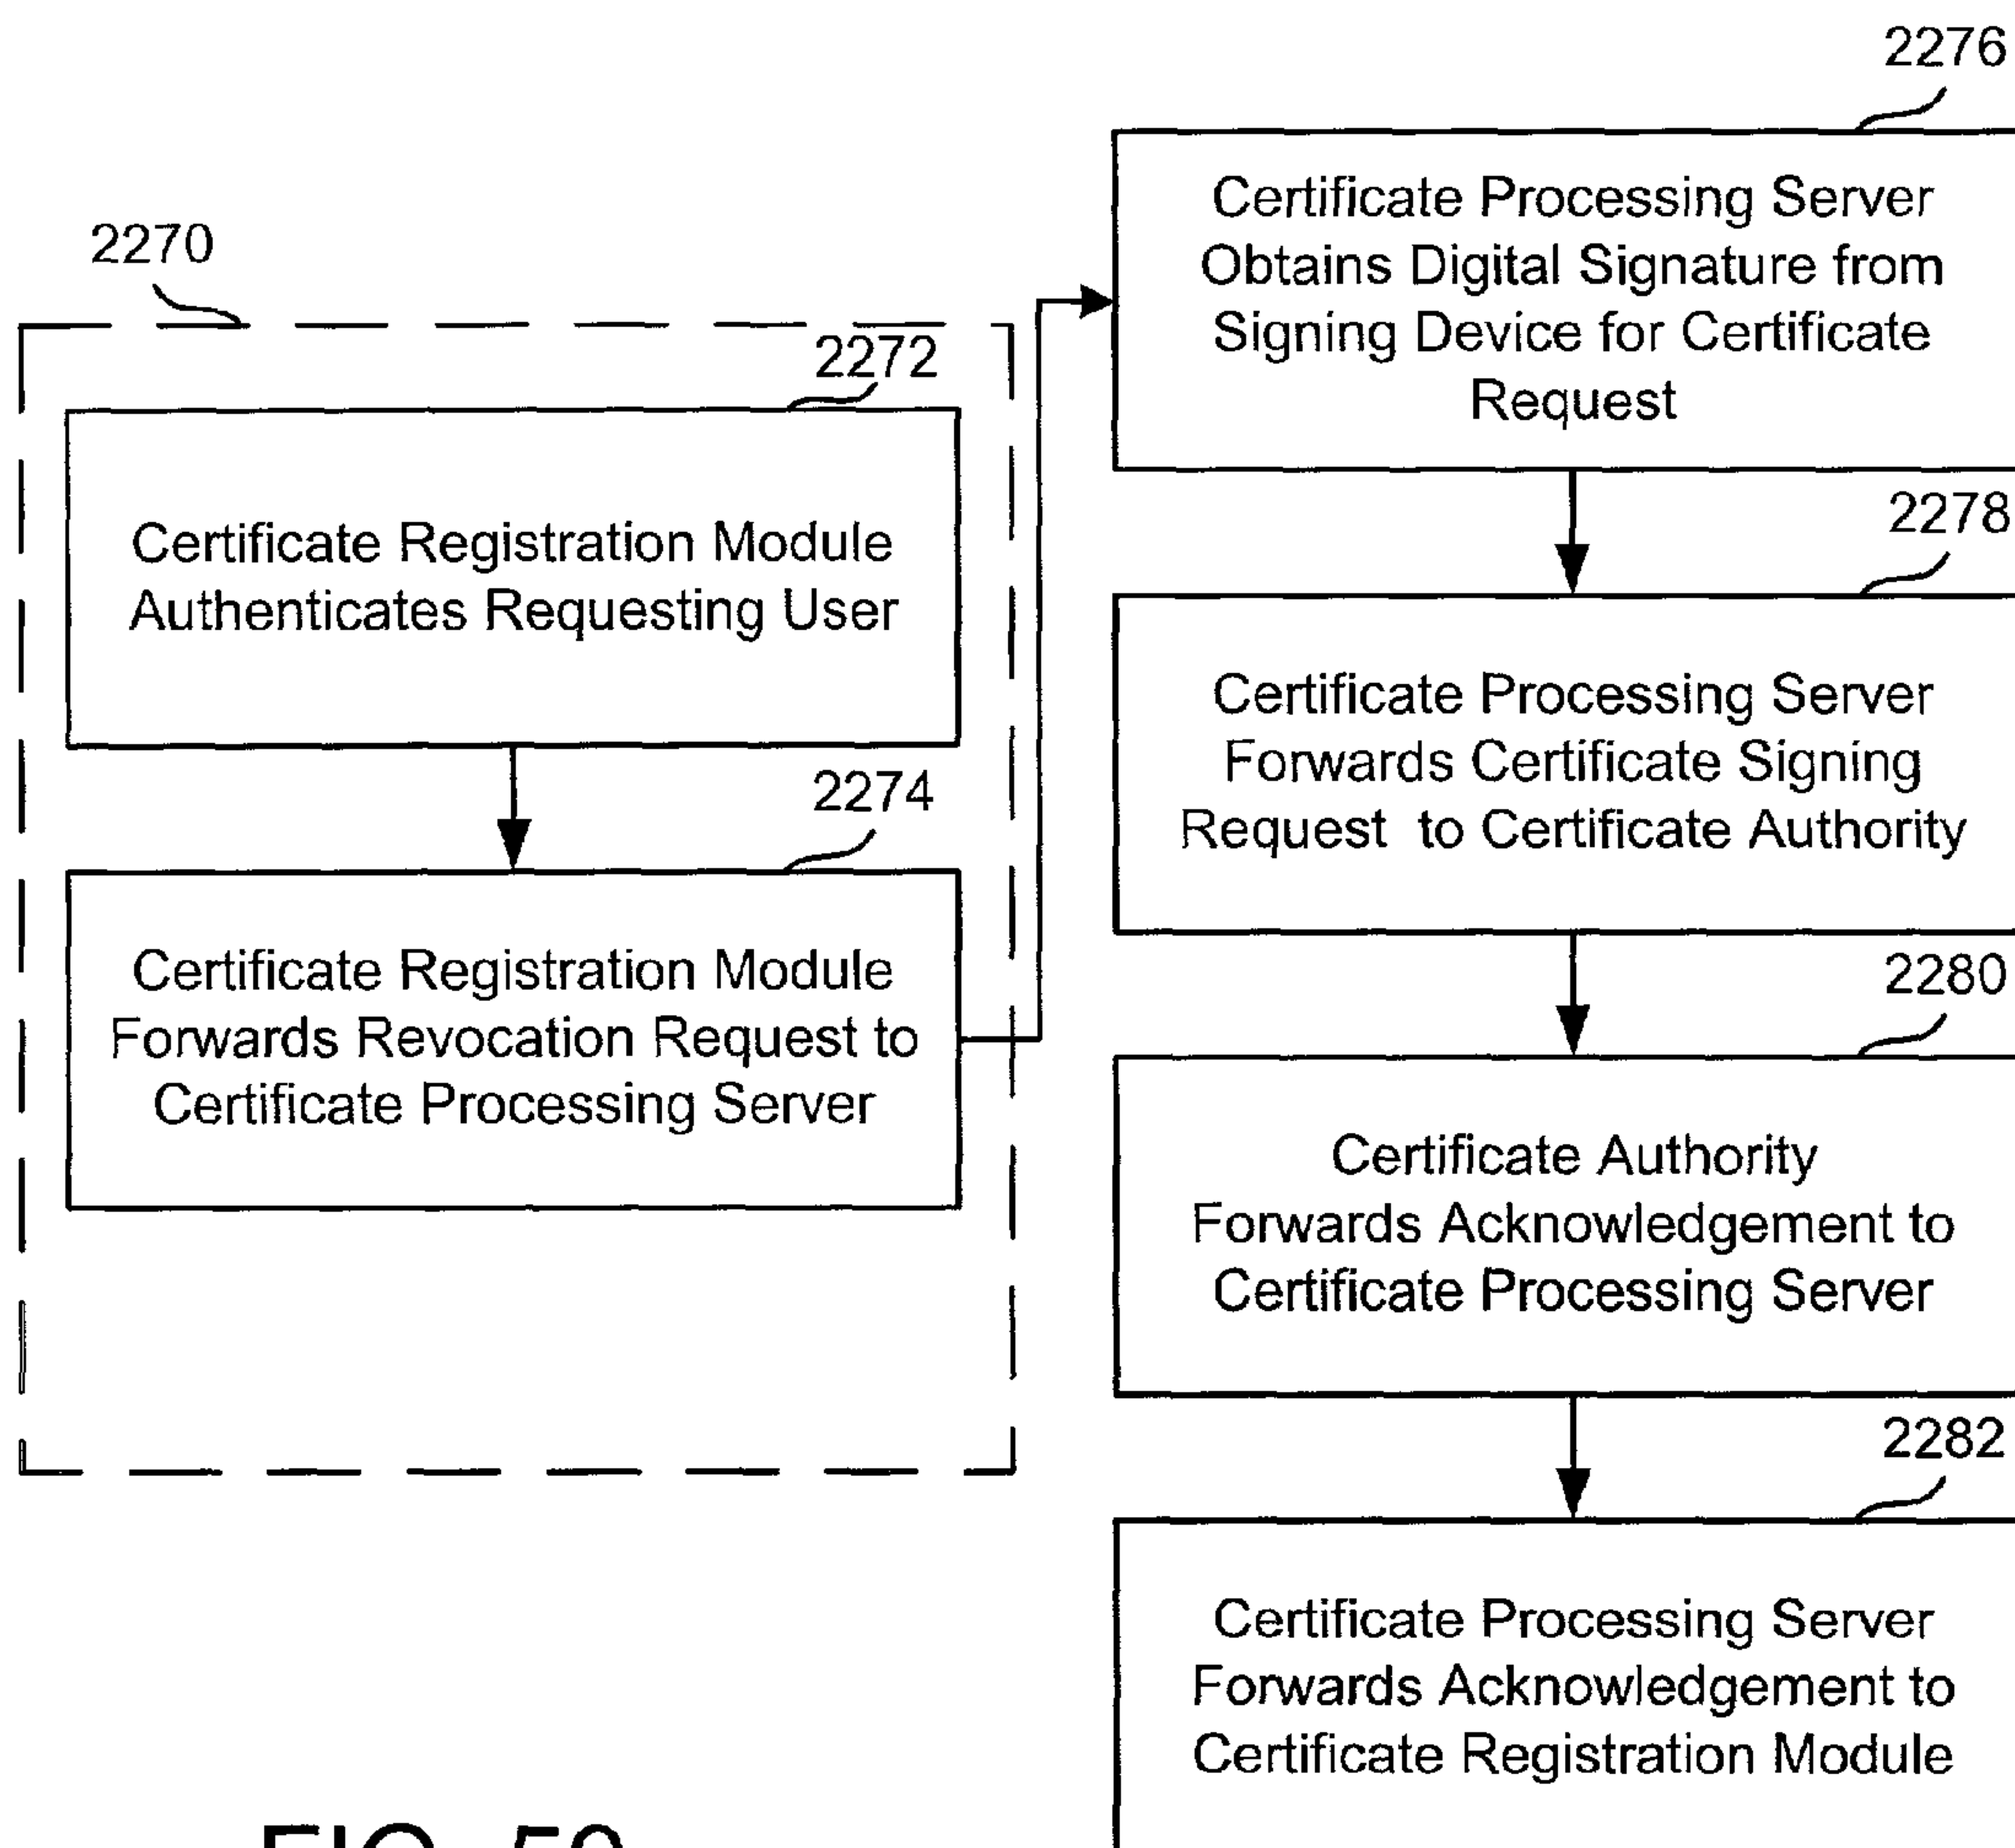 2270
2272
Certificate Registration Module
Authenticates Requesting User
2274
Certificate Registration Module
Forwards Revocation Request to
Certificate Processing Server
2276
Certificate Processing Server
Obtains Digital Signature from
Signing Device for Certificate
Request
2278
Certificate Processing Server
Forwards Certificate Signing
Request to Certificate Authority
2280
Certificate Authority
Forwards Acknowledgement to
Certificate Processing Server
2282
Certificate Processing Server
Forwards Acknowledgement to
Certificate Registration Module
FIG.